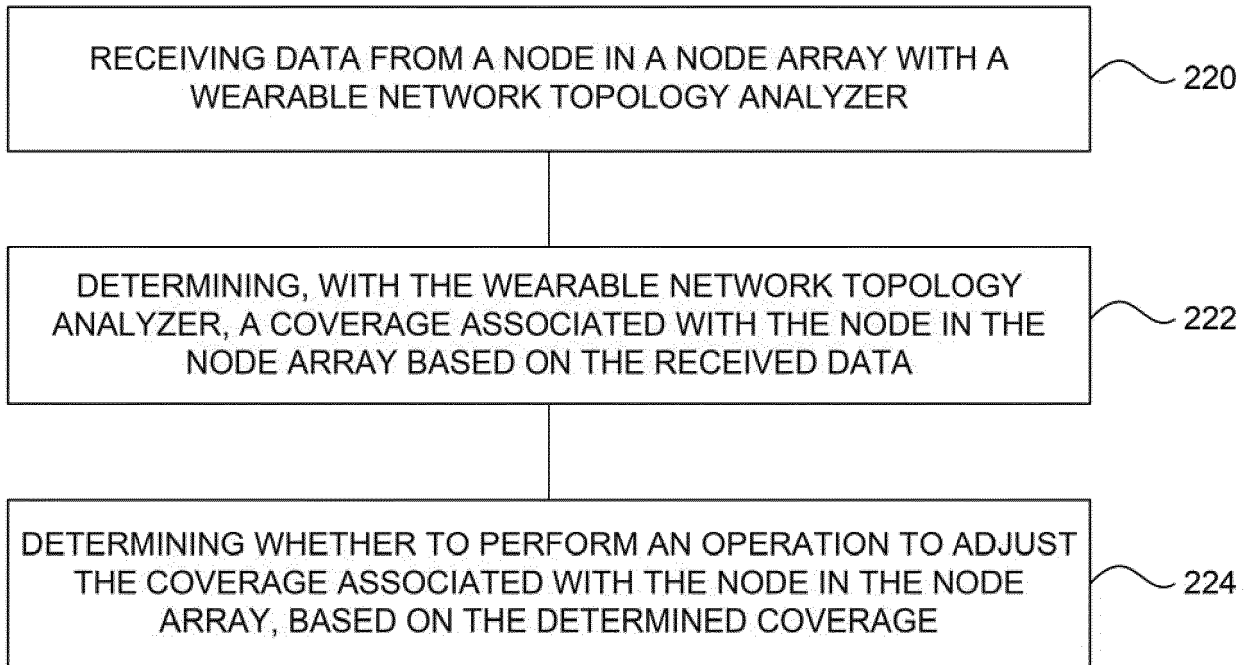 RECEIVING DATA FROM A NODE IN A NODE ARRAY WITH A
WEARABLE NETWORK TOPOLOGY ANALYZER
220
DETERMINING, WITH THE WEARABLE NETWORK TOPOLOGY
ANALYZER, A COVERAGE ASSOCIATED WITH THE NODE IN THE
NODE ARRAY BASED ON THE RECEIVED DATA
222
DETERMINING WHETHER TO PERFORM AN OPERATION TO ADJUST
THE COVERAGE ASSOCIATED WITH THE NODE IN THE NODE
ARRAY, BASED ON THE DETERMINED COVERAGE
224